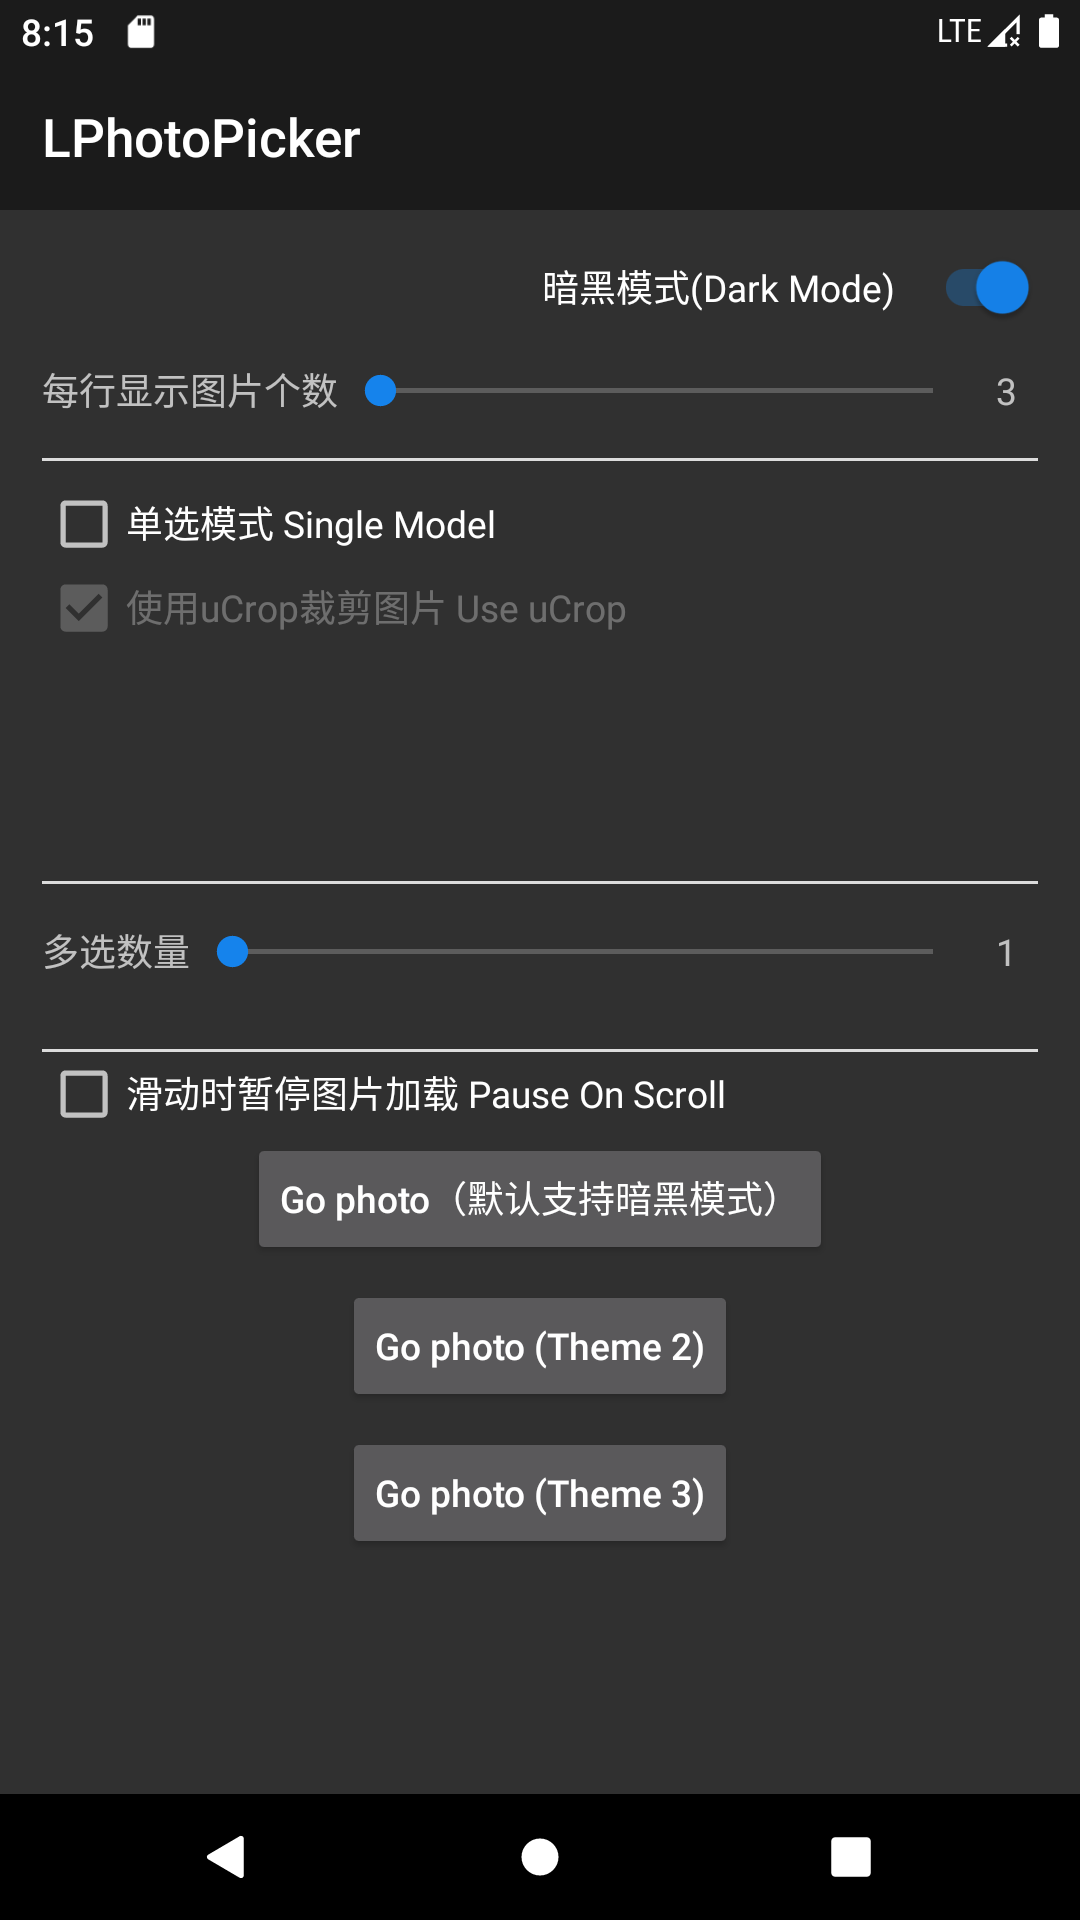 8:15 LTE
LPhotoPicker
暗黑模式(Dark Mode)
每行显示图片个数 3
单选模式 Single Model
使用uCrop裁剪图片 Use uCrop
多选数量 1
滑动时暂停图片加载 Pause On Scroll
Go photo（默认支持暗黑模式）
Go photo (Theme 2)
Go photo (Theme 3)